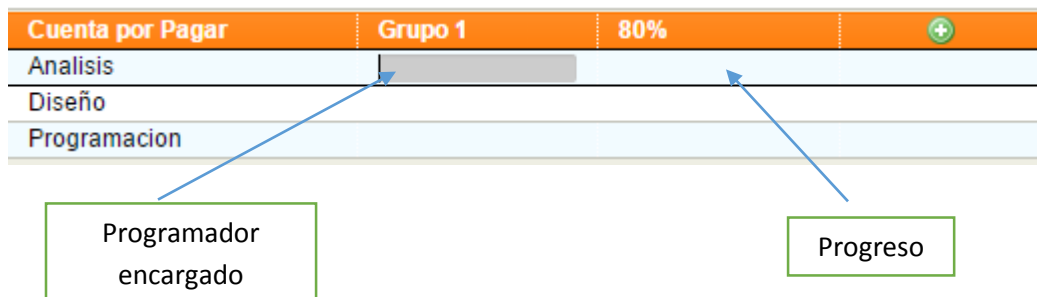 Cuenta por Pagar Grupo 1 80%
Analisis
Diseño
Programacion
Programador
encargado
Progreso